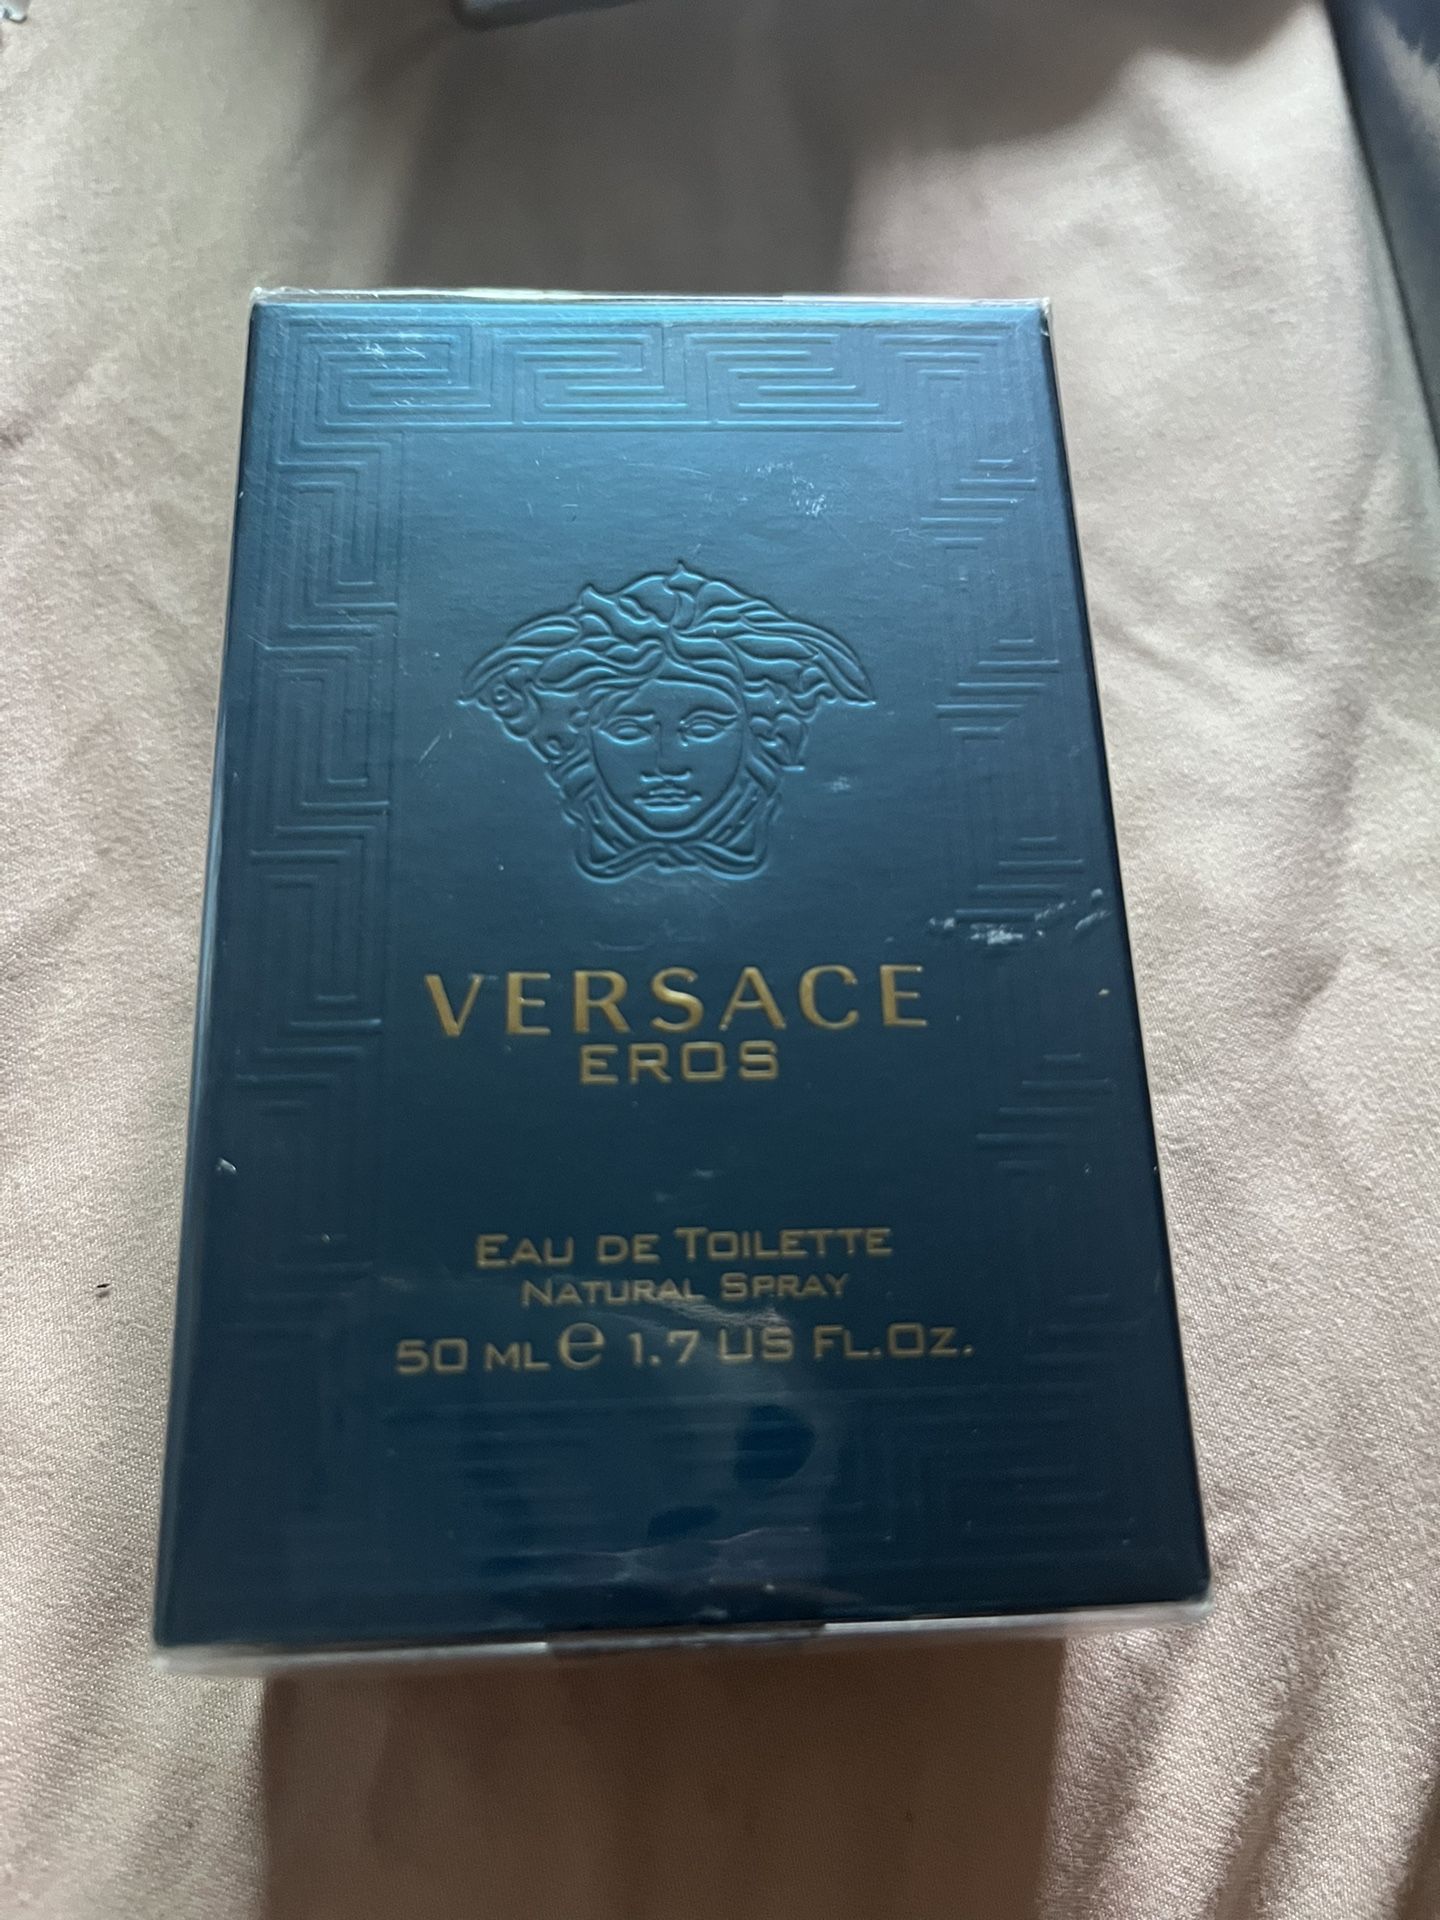 VERSACE
EROS
EAU DE TOILETTE
NATURAL SPRAY
50 ML e 1.7 US FL.OZ.